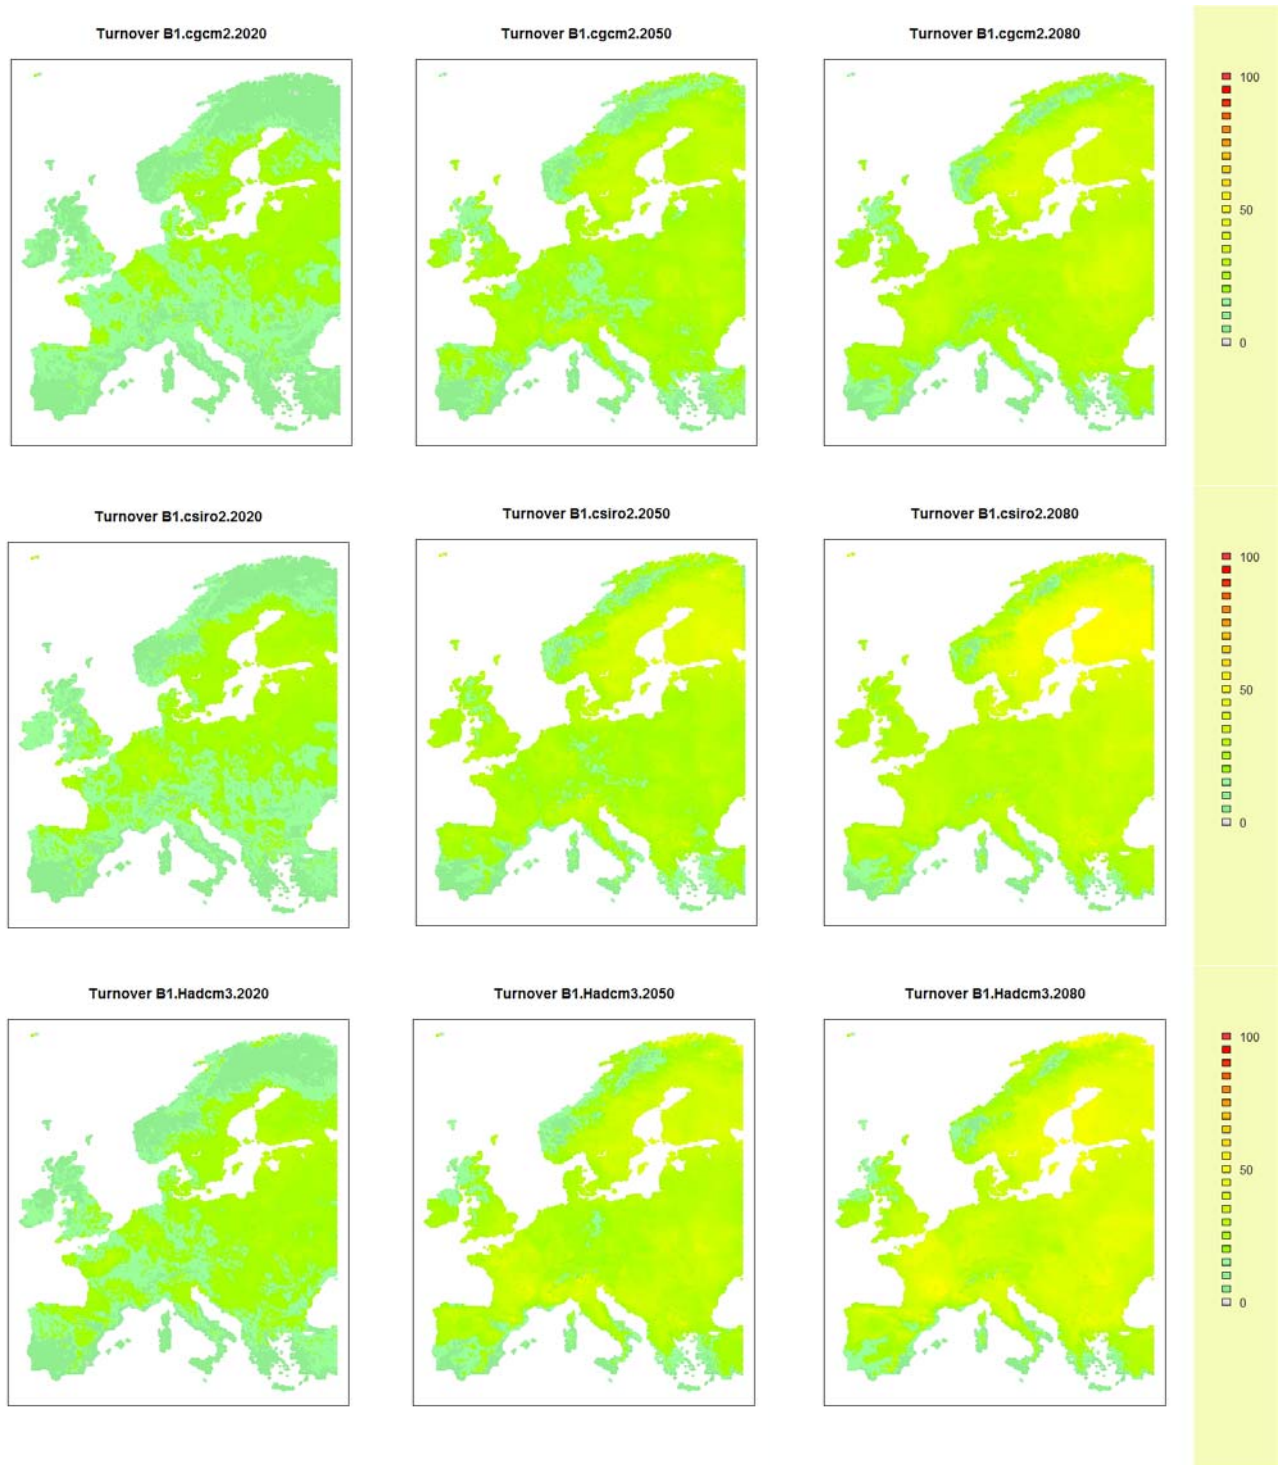 Turnover B1.cgcm2.2020
Turnover B1.cgcm2.2050
Turnover B1.cgcm2.2080
100
50
0
Turnover B1.csiro2.2020
Turnover B1.csiro2.2050
Turnover B1.csiro2.2080
100
50
0
Turnover B1.Hadcm3.2020
Turnover B1.Hadcm3.2050
Turnover B1.Hadcm3.2080
100
50
0